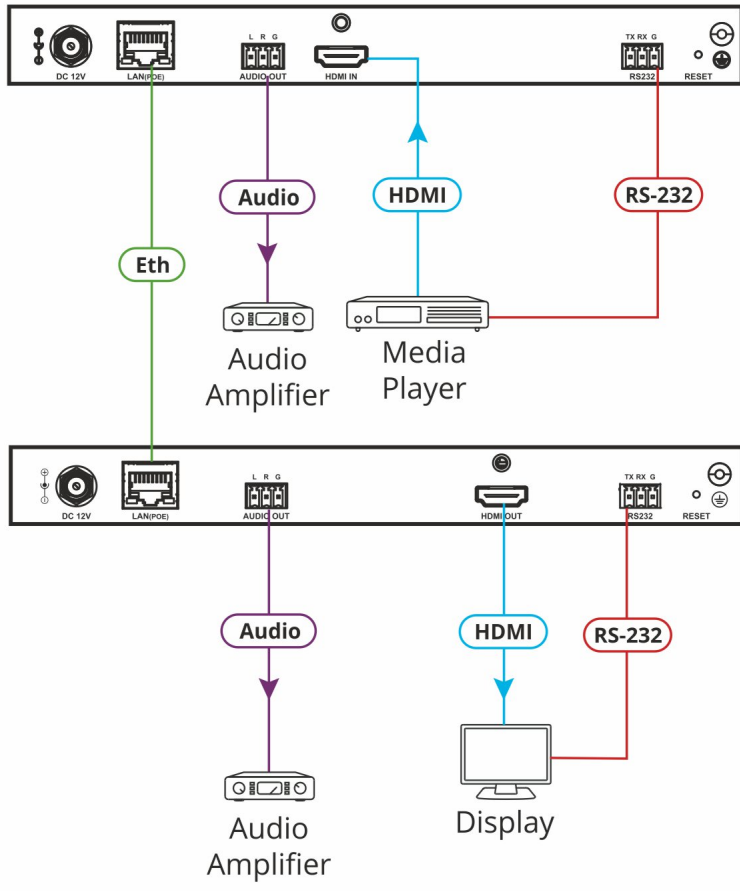 L R G
TX RX G
DC 12V
LAN(POE)
AUDIO OUT
HDMI IN
RS232
RESET
Audio
HDMI
RS-232
Eth
Audio
Amplifier
Media
Player
L R G
TX RX G
DC 12V
LAN(POE)
AUDIO OUT
HDMI OUT
RS232
RESET
Audio
HDMI
RS-232
Display
Audio
Amplifier